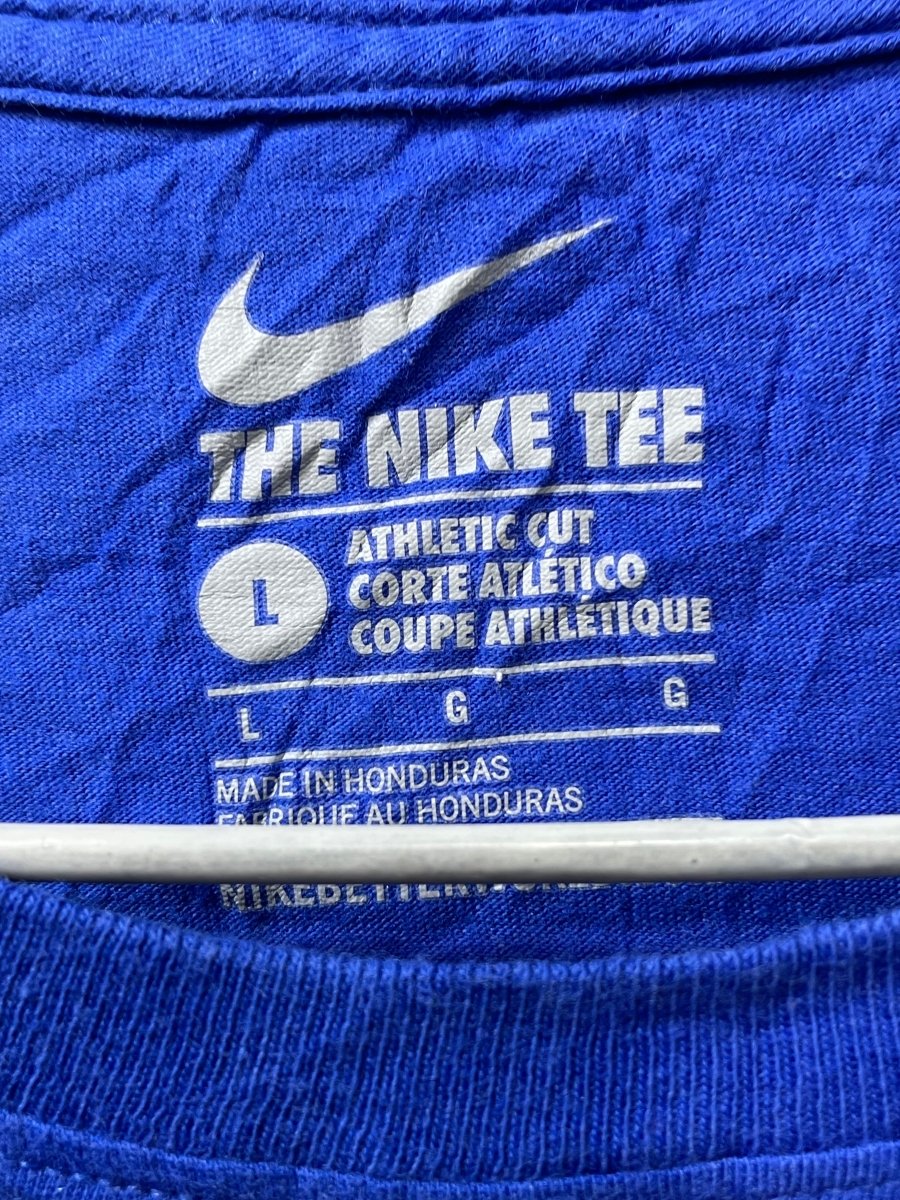 THE NIKE TEE
L
ATHLETIC CUT
CORTE ATLÉTICO
COUPE ATHLÉTIQUE
L G G
MADE IN HONDURAS
FABRIQUE AU HONDURAS